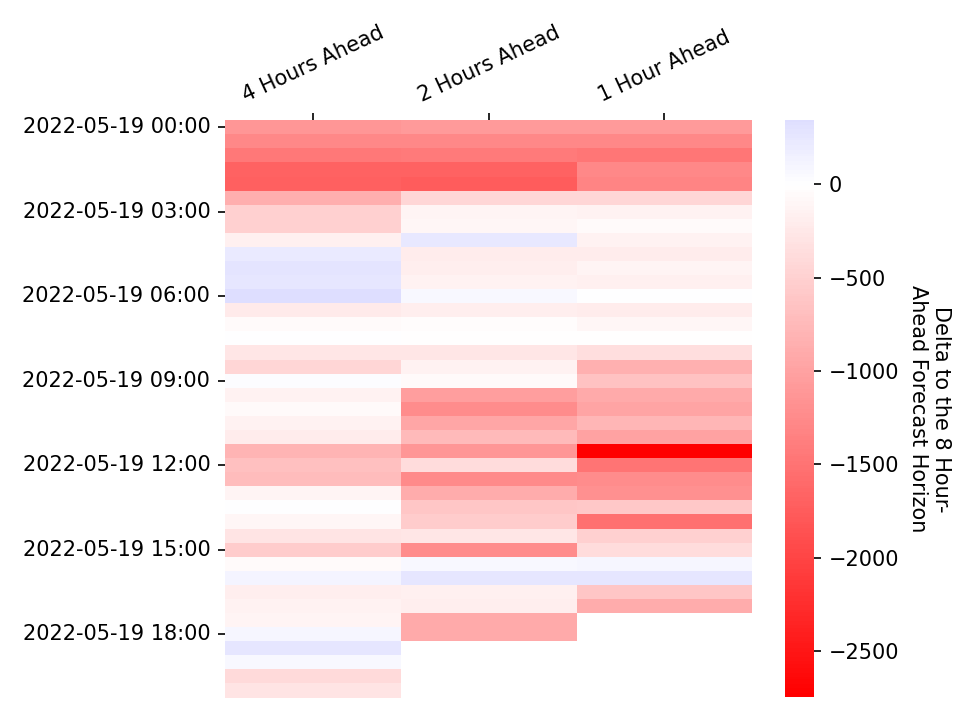 4 Hours Ahead
2 Hours Ahead
1 Hour Ahead
2022-05-19 00:00
2022-05-19 03:00
2022-05-19 06:00
2022-05-19 09:00
2022-05-19 12:00
2022-05-19 15:00
2022-05-19 18:00
0
−500
−1000
−1500
−2000
−2500
Delta to the 8 Hour-
Ahead Forecast Horizon